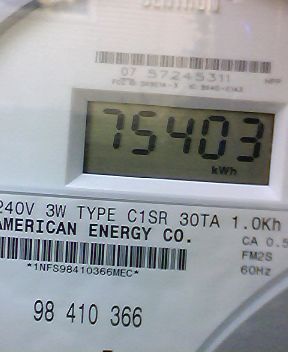 07 57245311
75403
kWh
240V 3W TYPE C1SR 30TA 1.0Kh
AMERICAN ENERGY CO.
CA 0.5
FM2S
60Hz
*1NFS98410366MEC*
98 410 366